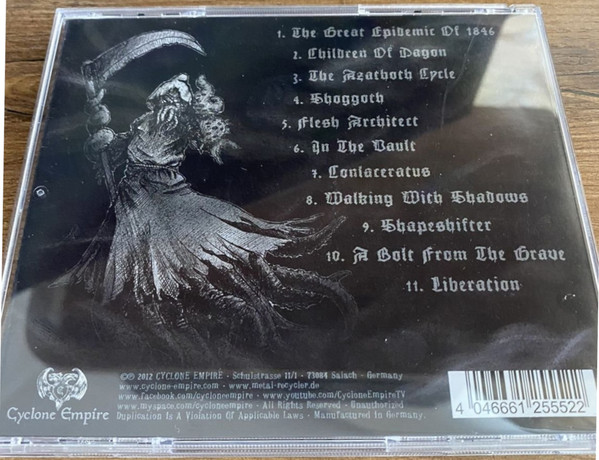 1. The Great Epidemic Of 1846
2. Children Of Dagon
3. The Azathoth Cycle
4. Shoggoth
5. Flesh Architect
6. In The Vault
7. Conlaceratus
8. Walking With Shadows
9. Shapeshifter
10. A Bolt From The Grave
11. Liberation
©℗ 2012 CYCLONE EMPIRE - Schulstrasse 11/1 - 73084 Salach - Germany
www.cyclone-empire.com - www.metal-recycler.de
www.facebook.com/cycloneempire - www.youtube.com/CycloneEmpireTV
www.myspace.com/cycloneempire - All Rights Reserved - Unauthorized
Duplication Is A Violation Of Applicable Laws - Manufactured In Germany.
Cyclone Empire
4 046661 255522